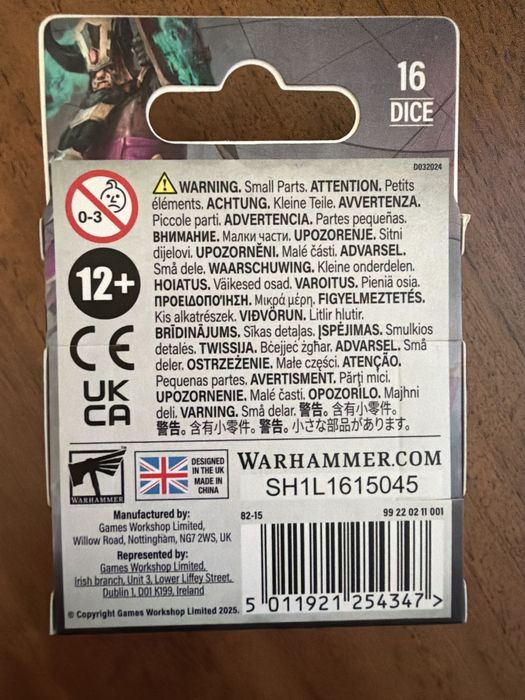 16
DICE
D032024
0-3
WARNING. Small Parts. ATTENTION. Petits
éléments. ACHTUNG. Kleine Teile. AVVERTENZA.
Piccole parti. ADVERTENCIA. Partes pequeñas.
ВНИМАНИЕ. Малки части. UPOZORENJE. Sitni
dijelovi. UPOZORNĚNI. Malé části. ADVARSEL.
Små dele. WAARSCHUWING. Kleine onderdelen.
HOIATUS. Väikesed osad. VAROITUS. Pieniä osia.
ΠΡΟΕΙΔΟΠΟΊΗΣΗ. Μικρά μέρη. FIGYELMEZTETÉS.
Kis alkatrészek. VIÐVÖRUN. Litlir hlutir.
BRĪDINĀJUMS. Sīkas detaļas. ĮSPĖJIMAS. Smulkios
detalės. TWISSIJA. Bċejjeċ żgħar. ADVARSEL. Små
deler. OSTRZEŻENIE. Małe części. ATENÇÃO.
Pequenas partes. AVERTISMENT. Părți mici.
UPOZORNENIE. Malé časti. OPOZORILO. Majhni
deli. VARNING. Små delar. 警告。含有小零件。
警告。含有小零件。警告。小さな部品があります。
12+
CE
UK
CA
WARHAMMER
DESIGNED
IN THE UK
MADE IN
CHINA
WARHAMMER.COM
SH1L1615045
Manufactured by:
Games Workshop Limited,
Willow Road, Nottingham, NG7 2WS, UK
Represented by:
Games Workshop Limited,
Irish branch, Unit 3, Lower Liffey Street,
Dublin 1, D01 K199, Ireland
© Copyright Games Workshop Limited 2025.
82-15 99 22 02 11 001
5 011921 254347 >